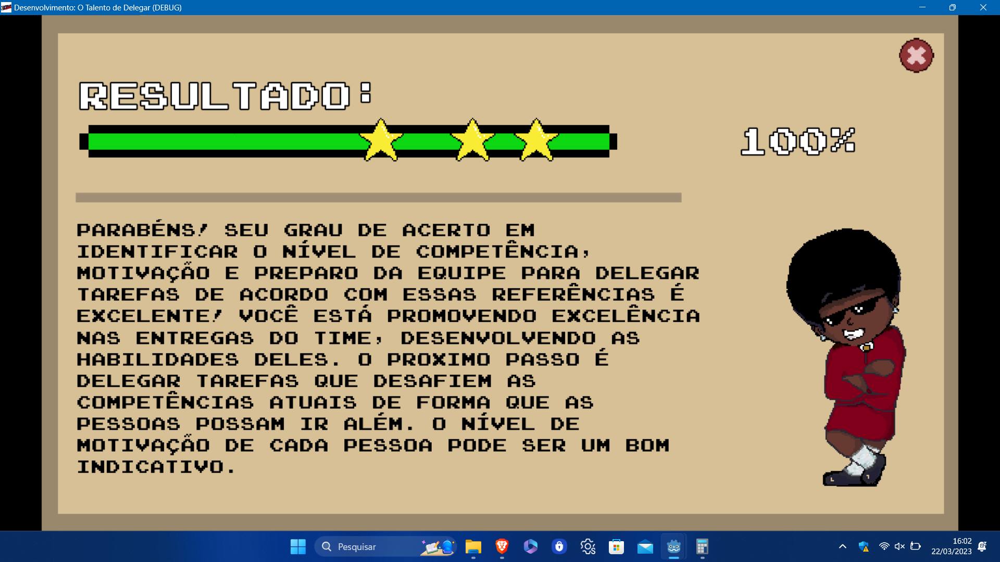 Desenvolvimento: O Talento de Delegar (DEBUG)
RESULTADO:
100%
PARABÉNS! SEU GRAU DE ACERTO EM
IDENTIFICAR O NÍVEL DE COMPETÊNCIA,
MOTIVAÇÃO E PREPARO DA EQUIPE PARA DELEGAR
TAREFAS DE ACORDO COM ESSAS REFERÊNCIAS É
EXCELENTE! VOCÊ ESTÁ PROMOVENDO EXCELÊNCIA
NAS ENTREGAS DO TIME, DESENVOLVENDO AS
HABILIDADES DELES. O PROXIMO PASSO É
DELEGAR TAREFAS QUE DESAFIEM AS
COMPETÊNCIAS ATUAIS DE FORMA QUE AS
PESSOAS POSSAM IR ALÉM. O NÍVEL DE
MOTIVAÇÃO DE CADA PESSOA PODE SER UM BOM
INDICATIVO.
Pesquisar
16:02
22/03/2023